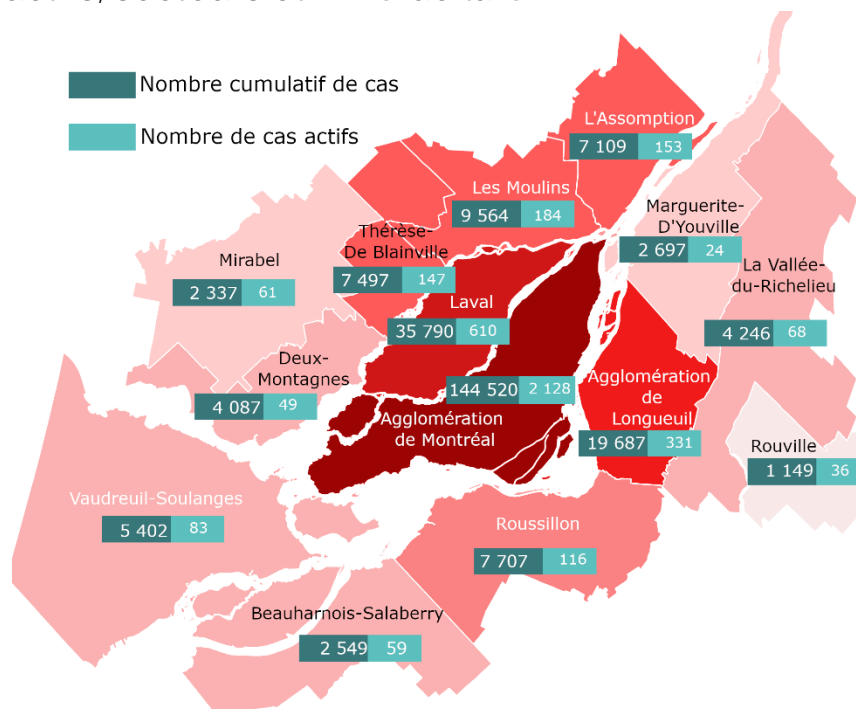 Nombre cumulatif de cas
Nombre de cas actifs
L'Assomption
7 109 153
Les Moulins
9 564 184
Marguerite-
D'Youville
2 697 24
Thérèse-
De Blainville
7 497 147
Mirabel
2 337 61
La Vallée-
du-Richelieu
4 246 68
Laval
35 790 610
Deux-
Montagnes
4 087 49
144 520 2 128
Agglomération
de Montréal
Agglomération
de
Longueuil
19 687 331
Rouville
1 149 36
Vaudreuil-Soulanges
5 402 83
Roussillon
7 707 116
Beauharnois-Salaberry
2 549 59